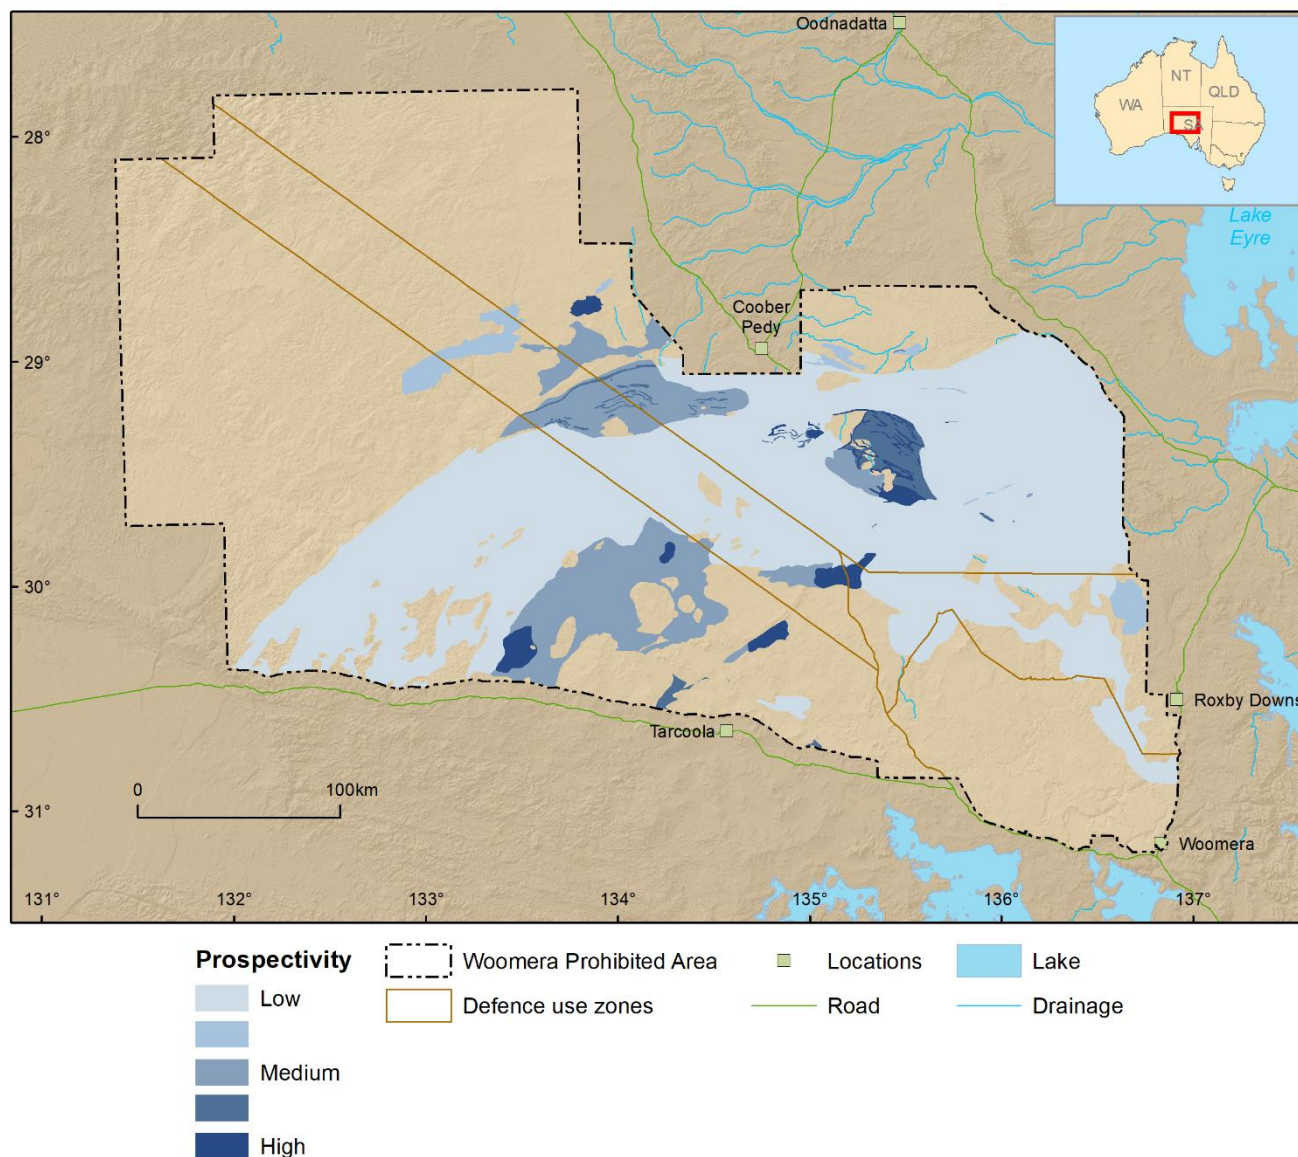 Oodnadatta
NT
QLD
WA
SA
28°
Lake
Eyre
Coober
Pedy
29°
30°
Roxby Downs
Tarcoola
0
100km
31°
Woomera
131°
132°
133°
134°
135°
136°
137°
Prospectivity
Woomera Prohibited Area
Locations
Lake
Low
Defence use zones
Road
Drainage
Medium
High